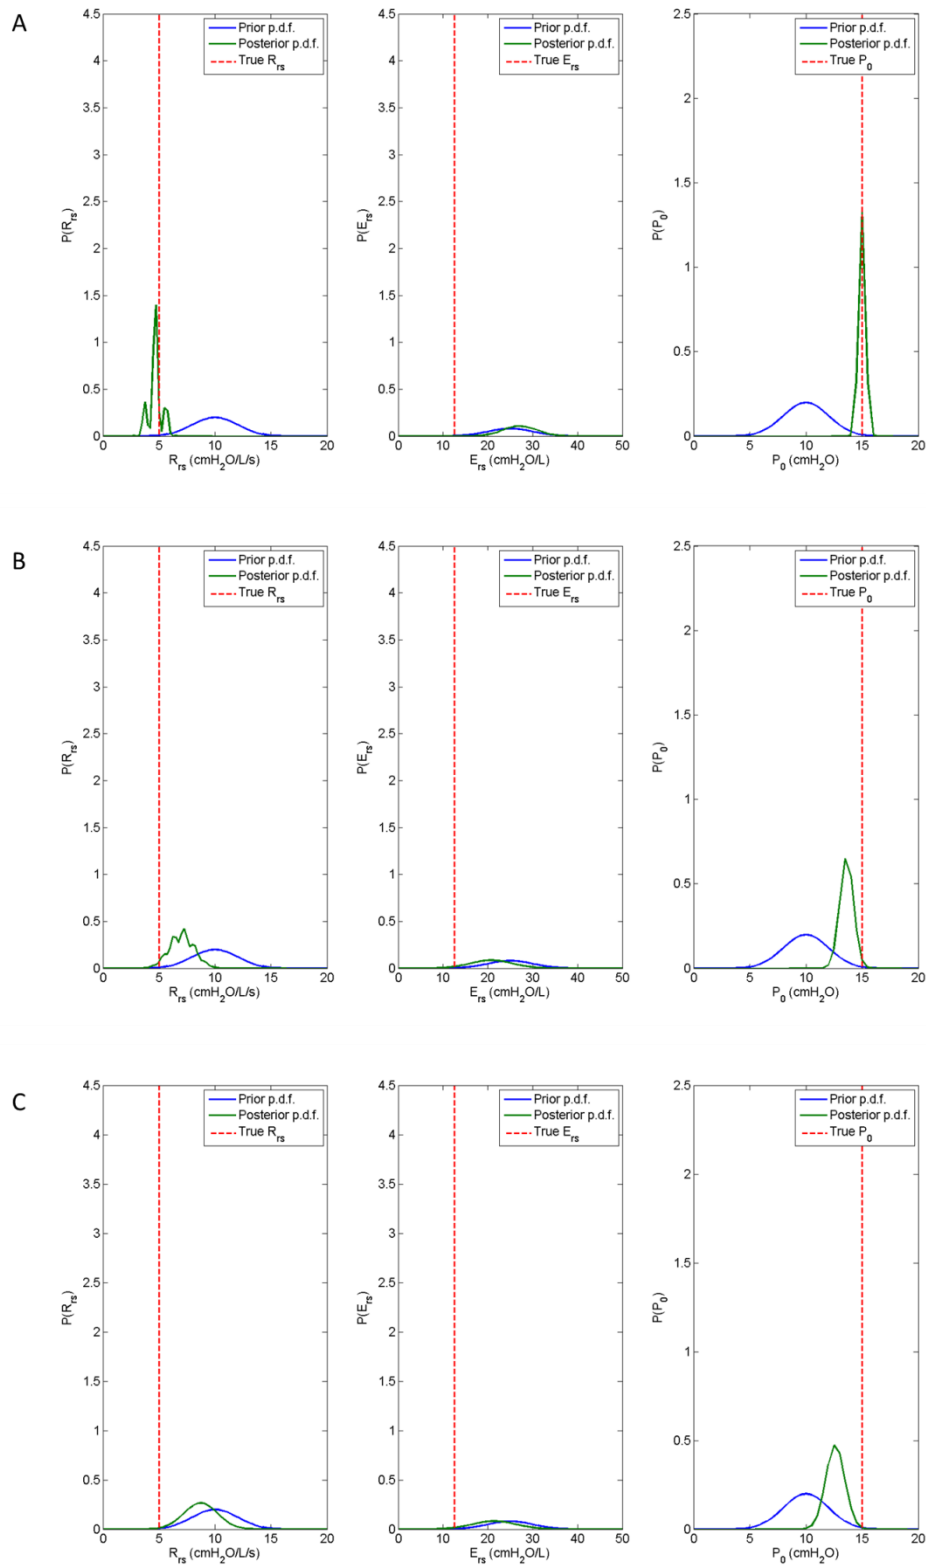 A
Prior p.d.f.
Posterior p.d.f.
True R_rs
4.5
4
3.5
3
2.5
2
1.5
1
0.5
0
P(R_rs)
0 5 10 15 20
R_rs (cmH_2O/L/s)
Prior p.d.f.
Posterior p.d.f.
True E_rs
4.5
4
3.5
3
2.5
2
1.5
1
0.5
0
P(E_rs)
0 10 20 30 40 50
E_rs (cmH_2O/L)
Prior p.d.f.
Posterior p.d.f.
True P_0
2.5
2
1.5
1
0.5
0
P(P_0)
0 5 10 15 20
P_0 (cmH_2O)
B
Prior p.d.f.
Posterior p.d.f.
True R_rs
4.5
4
3.5
3
2.5
2
1.5
1
0.5
0
P(R_rs)
0 5 10 15 20
R_rs (cmH_2O/L/s)
Prior p.d.f.
Posterior p.d.f.
True E_rs
4.5
4
3.5
3
2.5
2
1.5
1
0.5
0
P(E_rs)
0 10 20 30 40 50
E_rs (cmH_2O/L)
Prior p.d.f.
Posterior p.d.f.
True P_0
2.5
2
1.5
1
0.5
0
P(P_0)
0 5 10 15 20
P_0 (cmH_2O)
C
Prior p.d.f.
Posterior p.d.f.
True R_rs
4.5
4
3.5
3
2.5
2
1.5
1
0.5
0
P(R_rs)
0 5 10 15 20
R_rs (cmH_2O/L/s)
Prior p.d.f.
Posterior p.d.f.
True E_rs
4.5
4
3.5
3
2.5
2
1.5
1
0.5
0
P(E_rs)
0 10 20 30 40 50
E_rs (cmH_2O/L)
Prior p.d.f.
Posterior p.d.f.
True P_0
2.5
2
1.5
1
0.5
0
P(P_0)
0 5 10 15 20
P_0 (cmH_2O)